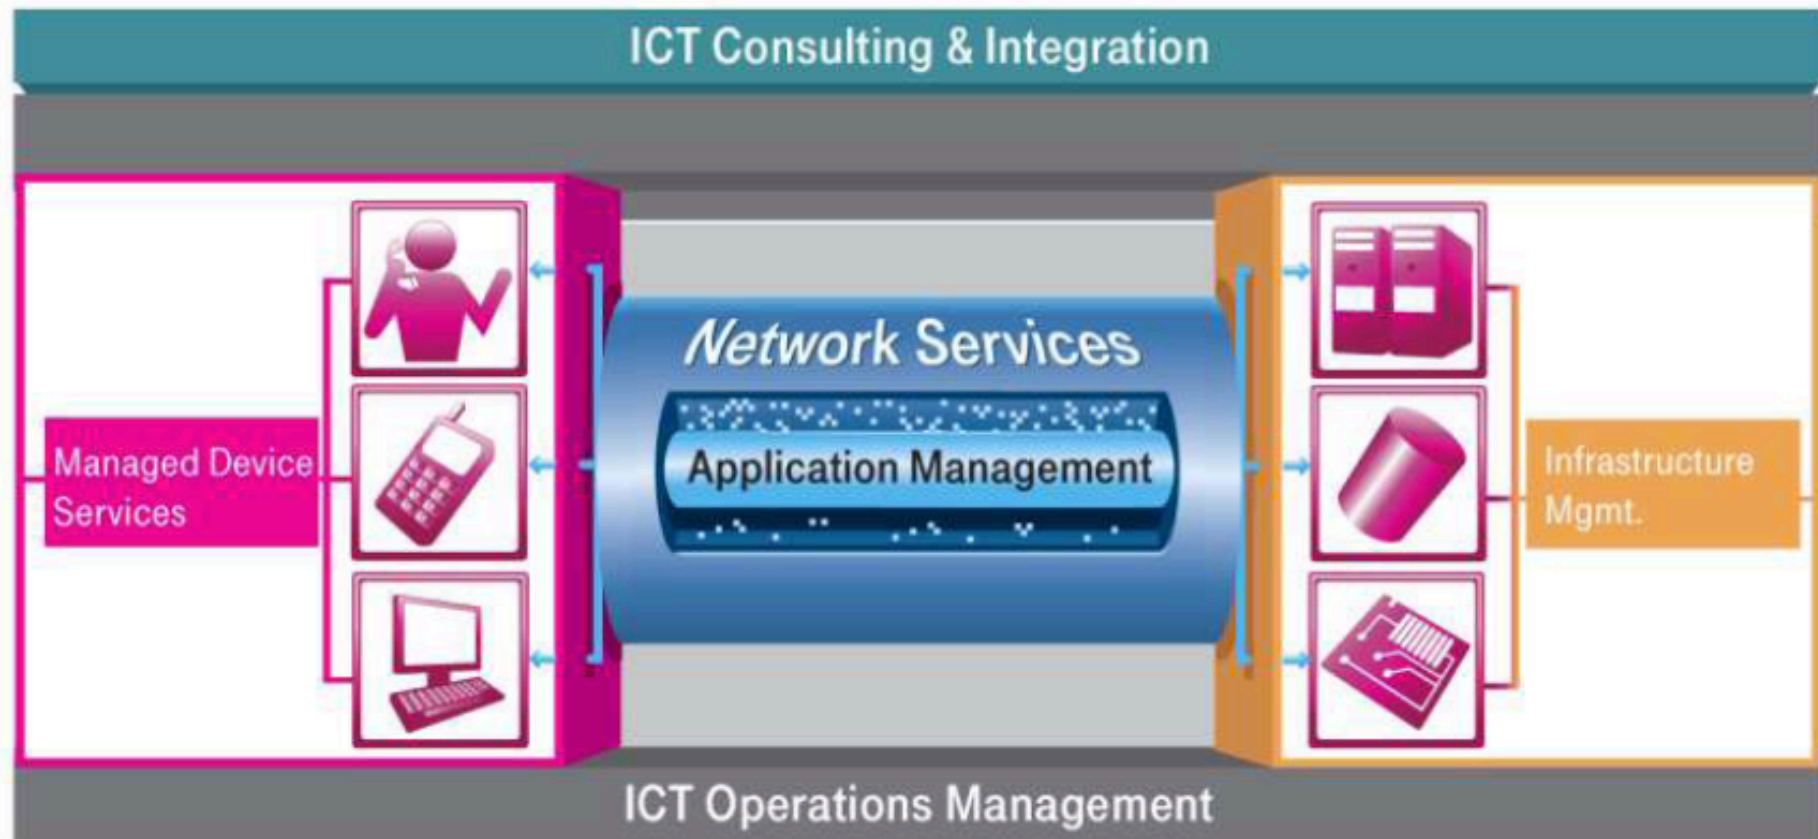 ICT Consulting & Integration
Network Services
Managed Device
Services
Application Management
Infrastructure
Mgmt.
ICT Operations Management